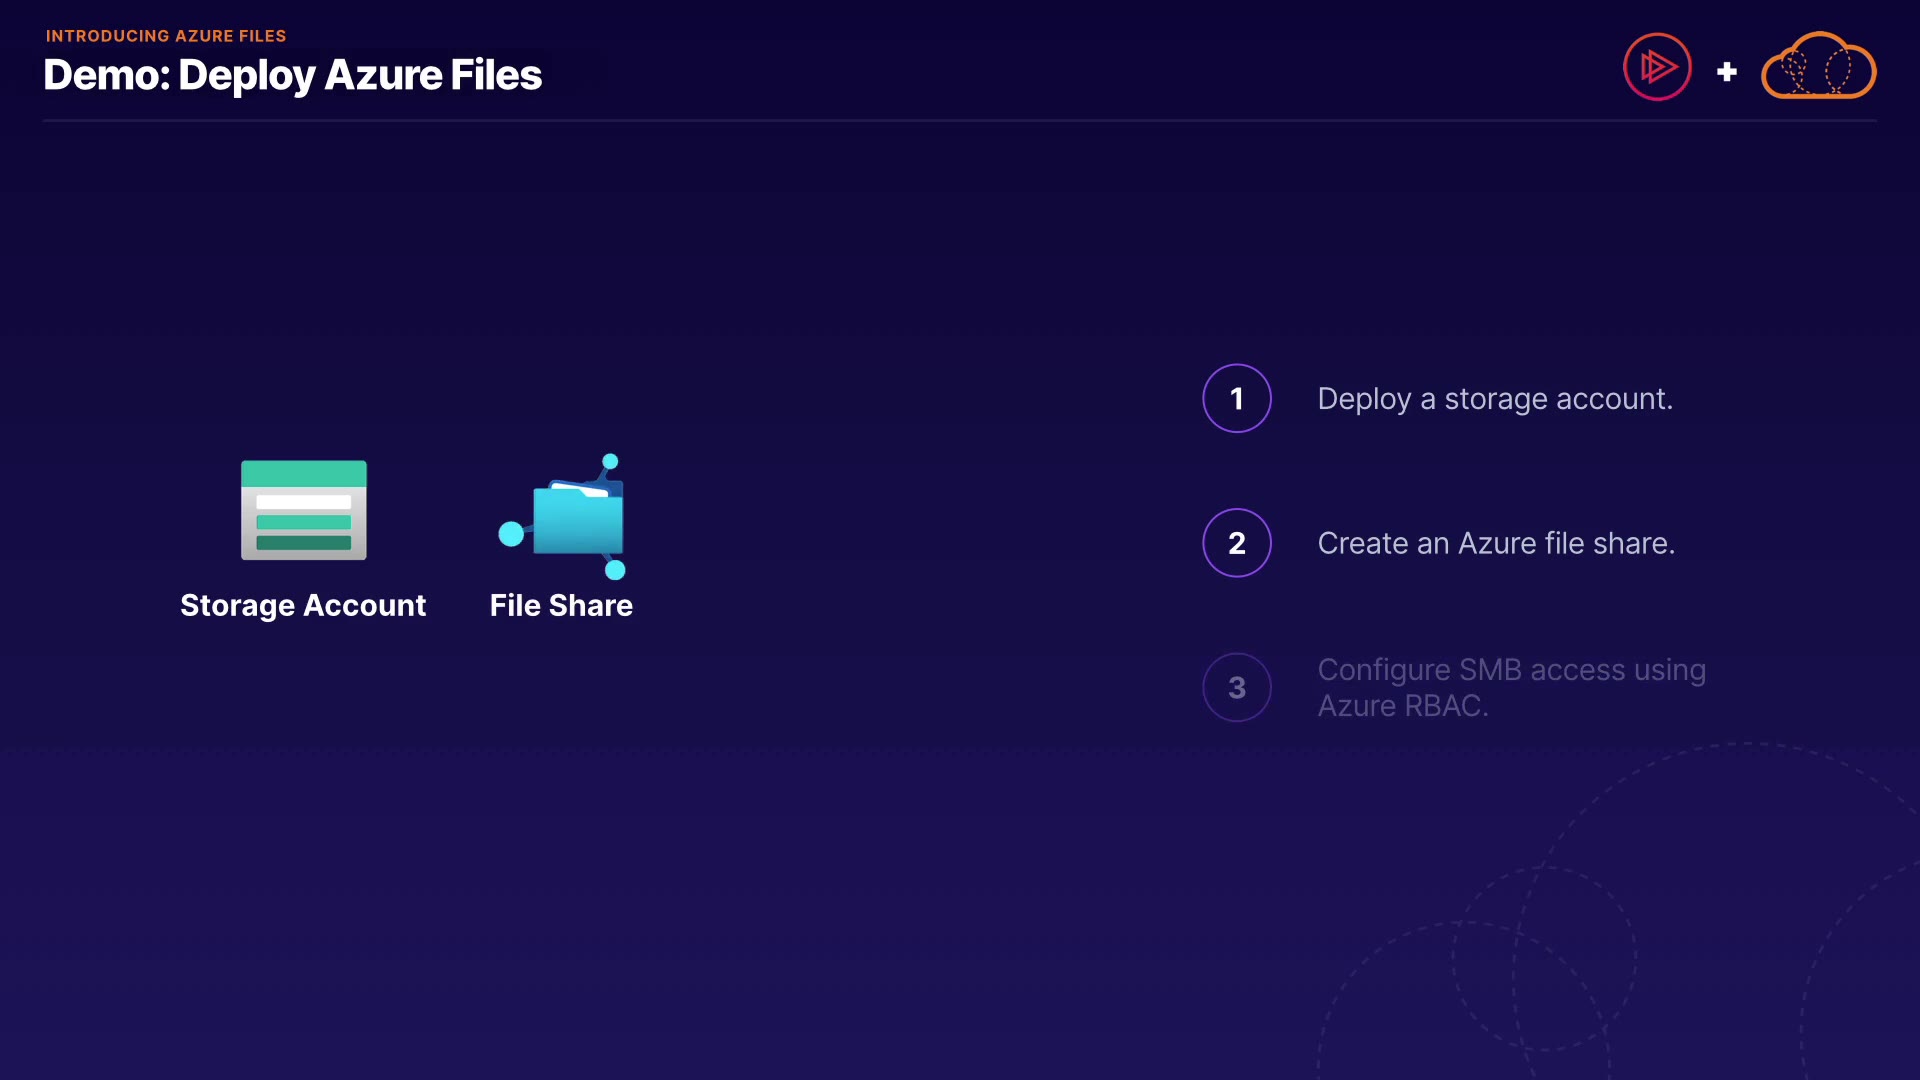 INTRODUCING AZURE FILES
Demo: Deploy Azure Files
Storage Account
File Share
1
Deploy a storage account.
2
Create an Azure file share.
3
Configure SMB access using
Azure RBAC.